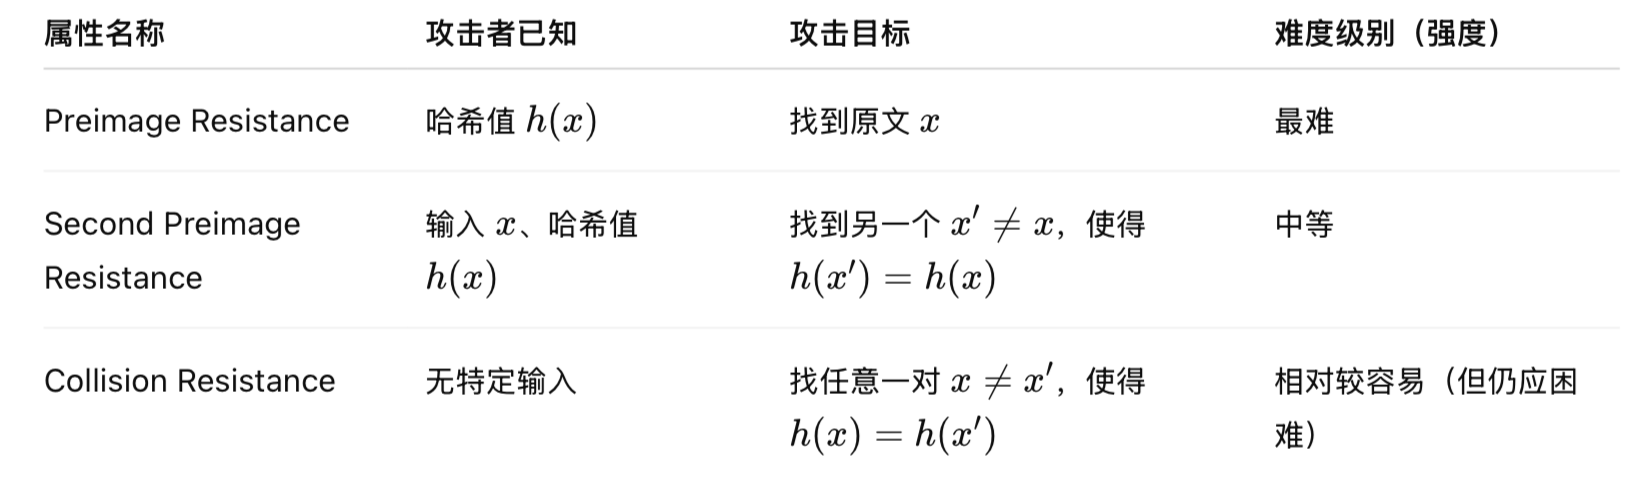 属性名称 攻击者已知 攻击目标 难度级别（强度）
Preimage Resistance 哈希值 h(x) 找到原文 x 最难
Second Preimage 输入 x、哈希值 找到另一个 x′ ≠ x，使得 中等
Resistance h(x) h(x′) = h(x)
Collision Resistance 无特定输入 找任意一对 x ≠ x′，使得 相对较容易（但仍应困
h(x) = h(x′) 难）